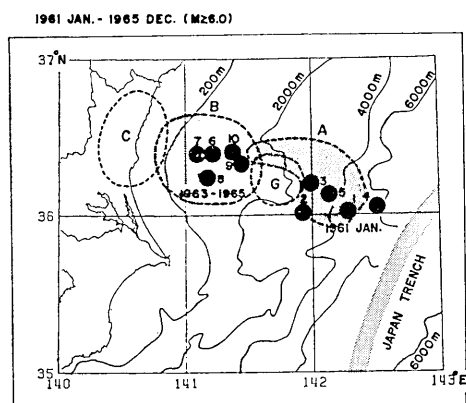 1961 JAN. - 1965 DEC. (M≥6.0)
37°N
200m
2000m
4000m
6000m
B
A
C
7 6 10
9
8
3
5
G
2
1
4
1963 - 1965
36
1961 JAN.
JAPAN TRENCH
6000m
35
140
141
142
143°E